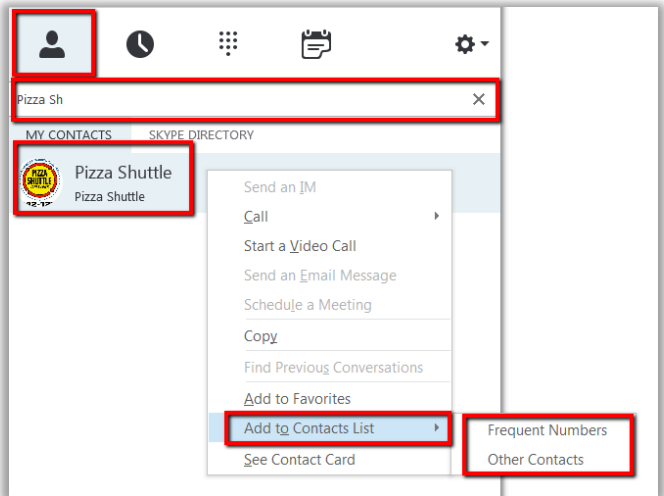 Pizza Sh
MY CONTACTS SKYPE DIRECTORY
PIZZA
SHUTTLE
Pizza Shuttle
Pizza Shuttle
Send an IM
Call
Start a Video Call
Send an Email Message
Schedule a Meeting
Copy
Find Previous Conversations
Add to Favorites
Add to Contacts List
See Contact Card
Frequent Numbers
Other Contacts